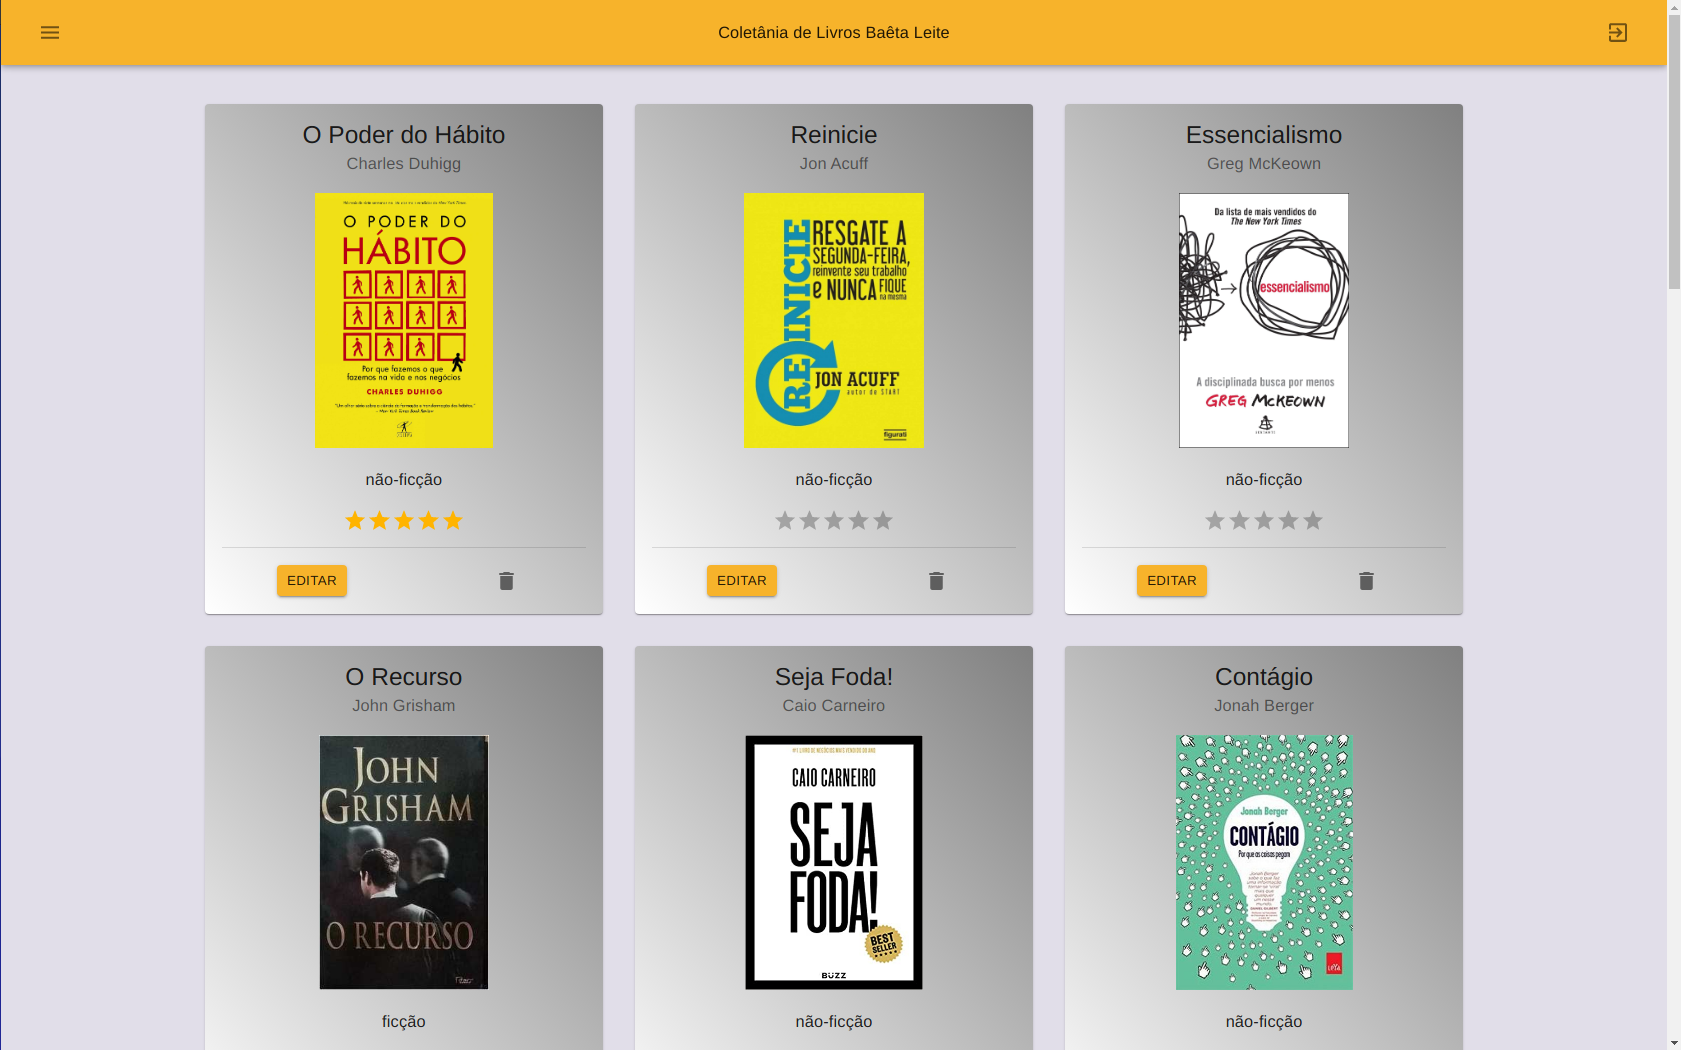 Coletânia de Livros Baêta Leite
O Poder do Hábito
Charles Duhigg
O PODER DO
HÁBITO
Por que fazemos o que
fazemos na vida e nos negócios
CHARLES DUHIGG
não-ficção
EDITAR
Reinicie
Jon Acuff
REINICIE
RESGATE A
SEGUNDA-FEIRA,
reinvente seu trabalho
e NUNCA FIQUE
na mesma
JON ACUFF
autor de START
figurati
não-ficção
EDITAR
Essencialismo
Greg McKeown
Da lista de mais vendidos do
The New York Times
essencialismo
A disciplinada busca por menos
GREG McKEOWN
não-ficção
EDITAR
O Recurso
John Grisham
JOHN
GRISHAM
O RECURSO
ficção
Seja Foda!
Caio Carneiro
CAIO CARNEIRO
SEJA
FODA!
BEST
SELLER
BUZZ
não-ficção
Contágio
Jonah Berger
Jonah Berger
CONTÁGIO
Por que as coisas pegam
LEYA
não-ficção